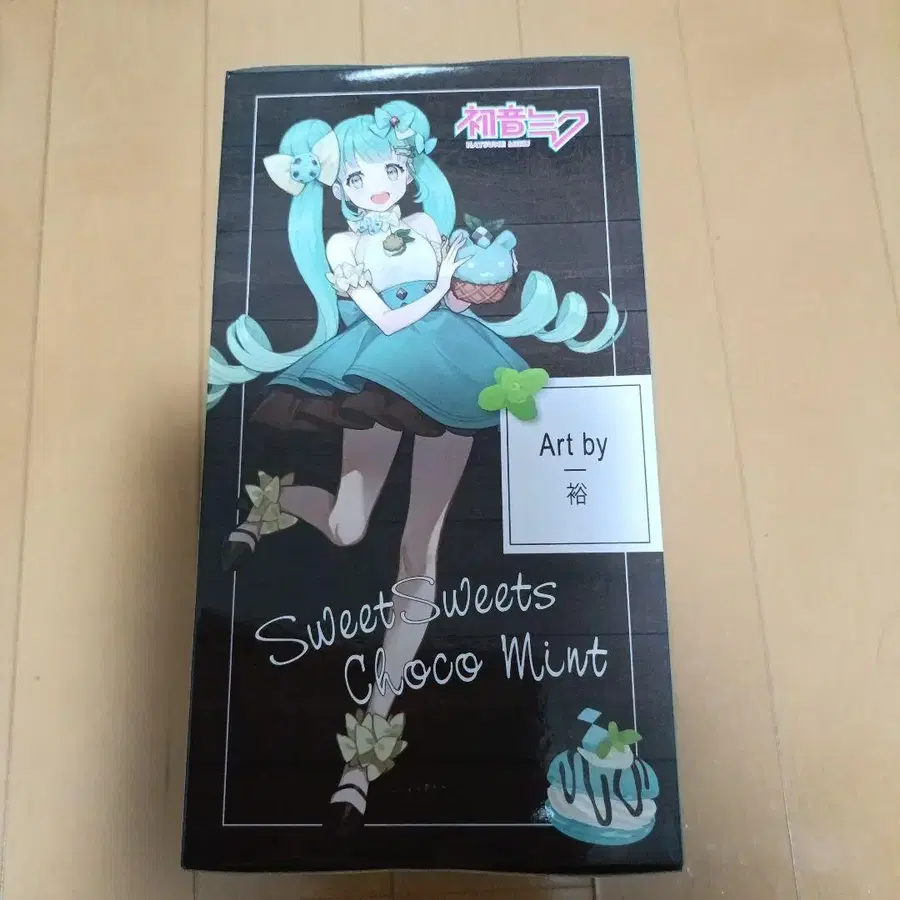 初音ミク
HATSUNE MIKU
Art by
裕
Sweet Sweets
Choco Mint